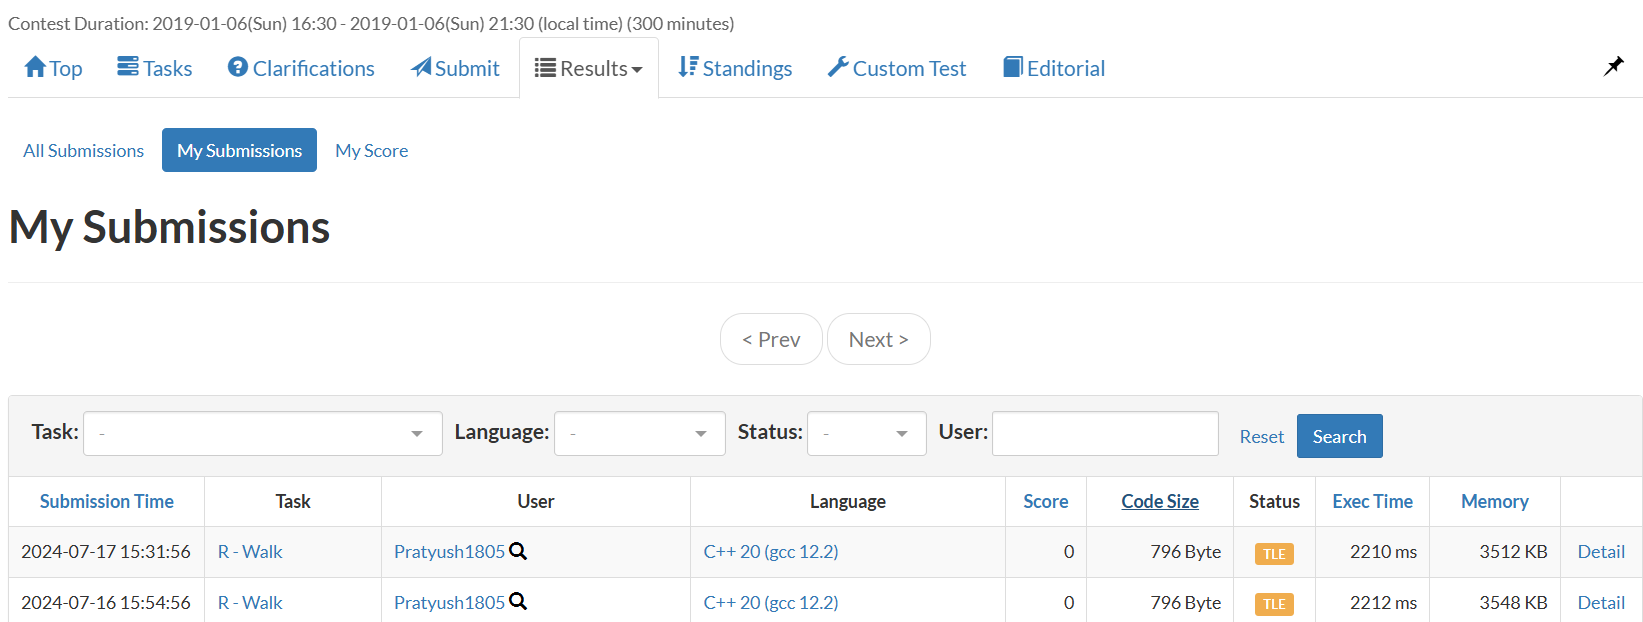 Contest Duration: 2019-01-06(Sun) 16:30 - 2019-01-06(Sun) 21:30 (local time) (300 minutes)
Top Tasks Clarifications Submit Results Standings Custom Test Editorial
All Submissions My Submissions My Score
My Submissions
< Prev Next >
Task: - Language: - Status: - User: Reset Search
Submission Time Task User Language Score Code Size Status Exec Time Memory
2024-07-17 15:31:56 R - Walk Pratyush1805 C++ 20 (gcc 12.2) 0 796 Byte TLE 2210 ms 3512 KB Detail
2024-07-16 15:54:56 R - Walk Pratyush1805 C++ 20 (gcc 12.2) 0 796 Byte TLE 2212 ms 3548 KB Detail